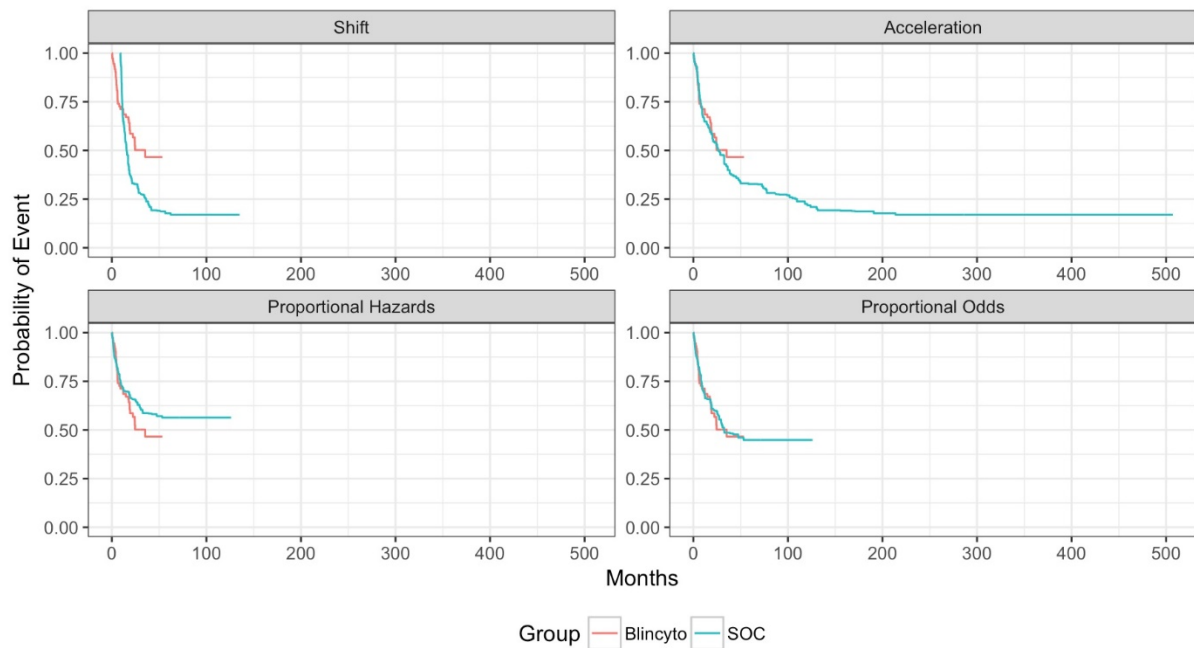 Shift
Acceleration
1.00
0.75
0.50
0.25
0.00
0 100 200 300 400 500
1.00
0.75
0.50
0.25
0.00
0 100 200 300 400 500
Proportional Hazards
Proportional Odds
1.00
0.75
0.50
0.25
0.00
0 100 200 300 400 500
1.00
0.75
0.50
0.25
0.00
0 100 200 300 400 500
Probability of Event
Months
Group Blincyto SOC